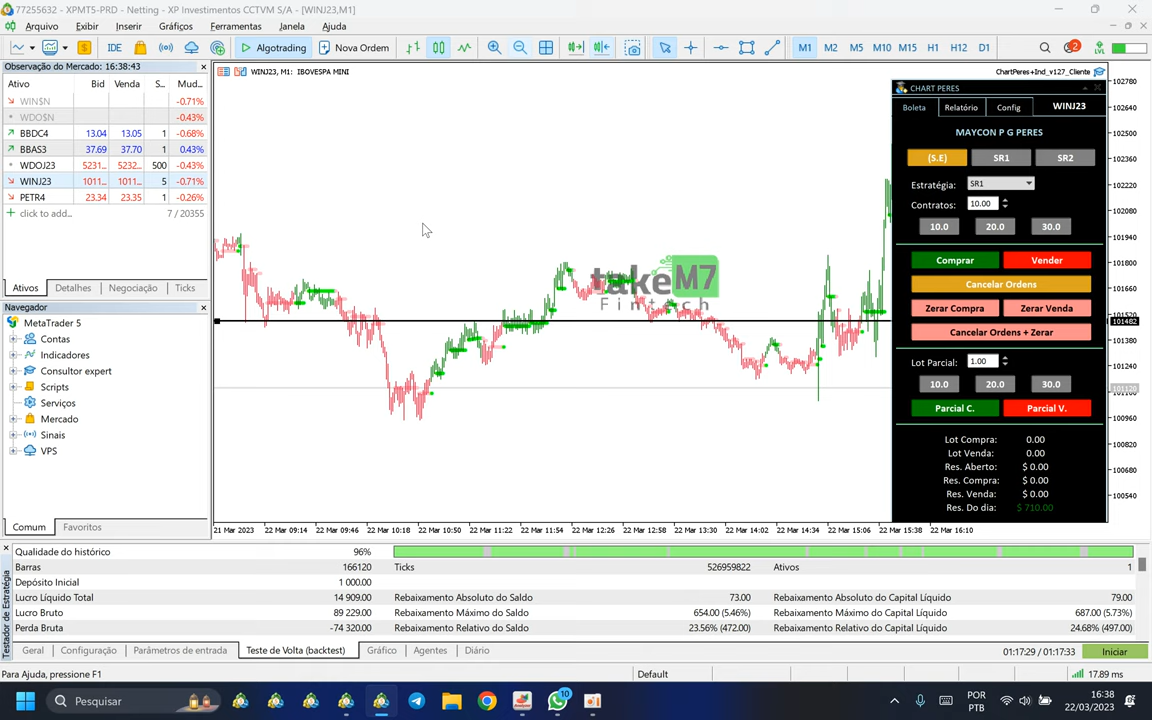 77255632 - XPMT5-PRD - Netting - XP Investimentos CCTVM S/A - [WINJ23,M1]
Arquivo Exibir Inserir Gráficos Ferramentas Janela Ajuda
IDE Algotrading Nova Ordem M1 M2 M5 M10 M15 H1 H12 D1 2 LVL
Observação do Mercado: 16:38:43
Ativo Bid Venda S... Mud...
WIN$N -0.71%
WDO$N -0.43%
BBDC4 13.04 13.05 1 -0.68%
BBAS3 37.69 37.70 1 0.43%
WDOJ23 5231... 5232... 500 -0.43%
WINJ23 1011... 1011... 5 -0.71%
PETR4 23.34 23.35 1 -0.26%
click to add... 7 / 20355
Ativos Detalhes Negociação Ticks
Navegador
MetaTrader 5
Contas
Indicadores
Consultor expert
Scripts
Serviços
Mercado
Sinais
VPS
Comum Favoritos
WINJ23, M1: IBOVESPA MINI
ChartPeres+Ind_v127_Cliente
takeM7
Fintech
CHART PERES
Boleta Relatório Config WINJ23
MAYCON P G PERES
(S.E) SR1 SR2
Estratégia: SR1
Contratos: 10.00
10.0 20.0 30.0
Comprar Vender
Cancelar Ordens
Zerar Compra Zerar Venda
Cancelar Ordens + Zerar
Lot Parcial: 1.00
10.0 20.0 30.0
Parcial C. Parcial V.
Lot Compra: 0.00
Lot Venda: 0.00
Res. Aberto: $ 0.00
Res. Compra: $ 0.00
Res. Venda: $ 0.00
Res. Do dia: $ 710.00
102780
102640
102500
102360
102220
102080
101940
101800
101660
101520
101482
101380
101240
101120
100960
100820
100680
100540
21 Mar 2023 22 Mar 09:14 22 Mar 09:46 22 Mar 10:18 22 Mar 10:50 22 Mar 11:22 22 Mar 11:54 22 Mar 12:26 22 Mar 12:58 22 Mar 13:30 22 Mar 14:02 22 Mar 14:34 22 Mar 15:06 22 Mar 15:38 22 Mar 16:10
Testador de Estratégia
Qualidade do histórico 96%
Barras 166120 Ticks 526959822 Ativos 1
Depósito Inicial 1 000.00
Lucro Líquido Total 14 909.00 Rebaixamento Absoluto do Saldo 73.00 Rebaixamento Absoluto do Capital Líquido 79.00
Lucro Bruto 89 229.00 Rebaixamento Máximo do Saldo 654.00 (5.46%) Rebaixamento Máximo do Capital Líquido 687.00 (5.73%)
Perda Bruta -74 320.00 Rebaixamento Relativo do Saldo 23.56% (472.00) Rebaixamento Relativo do Capital Líquido 24.68% (497.00)
Geral Configuração Parâmetros de entrada Teste de Volta (backtest) Gráfico Agentes Diário 01:17:29 / 01:17:33 Iniciar
Para Ajuda, pressione F1 Default 17.89 ms
Pesquisar 10 POR
PTB
16:38
22/03/2023